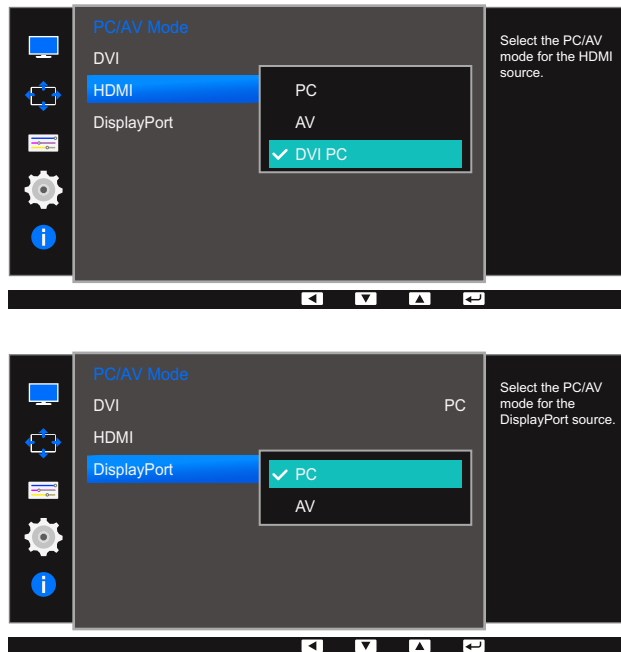 PC/AV Mode
DVI
HDMI
DisplayPort
PC
AV
DVI PC
Select the PC/AV
mode for the HDMI
source.
PC/AV Mode
DVI PC
HDMI
DisplayPort
PC
AV
Select the PC/AV
mode for the
DisplayPort source.